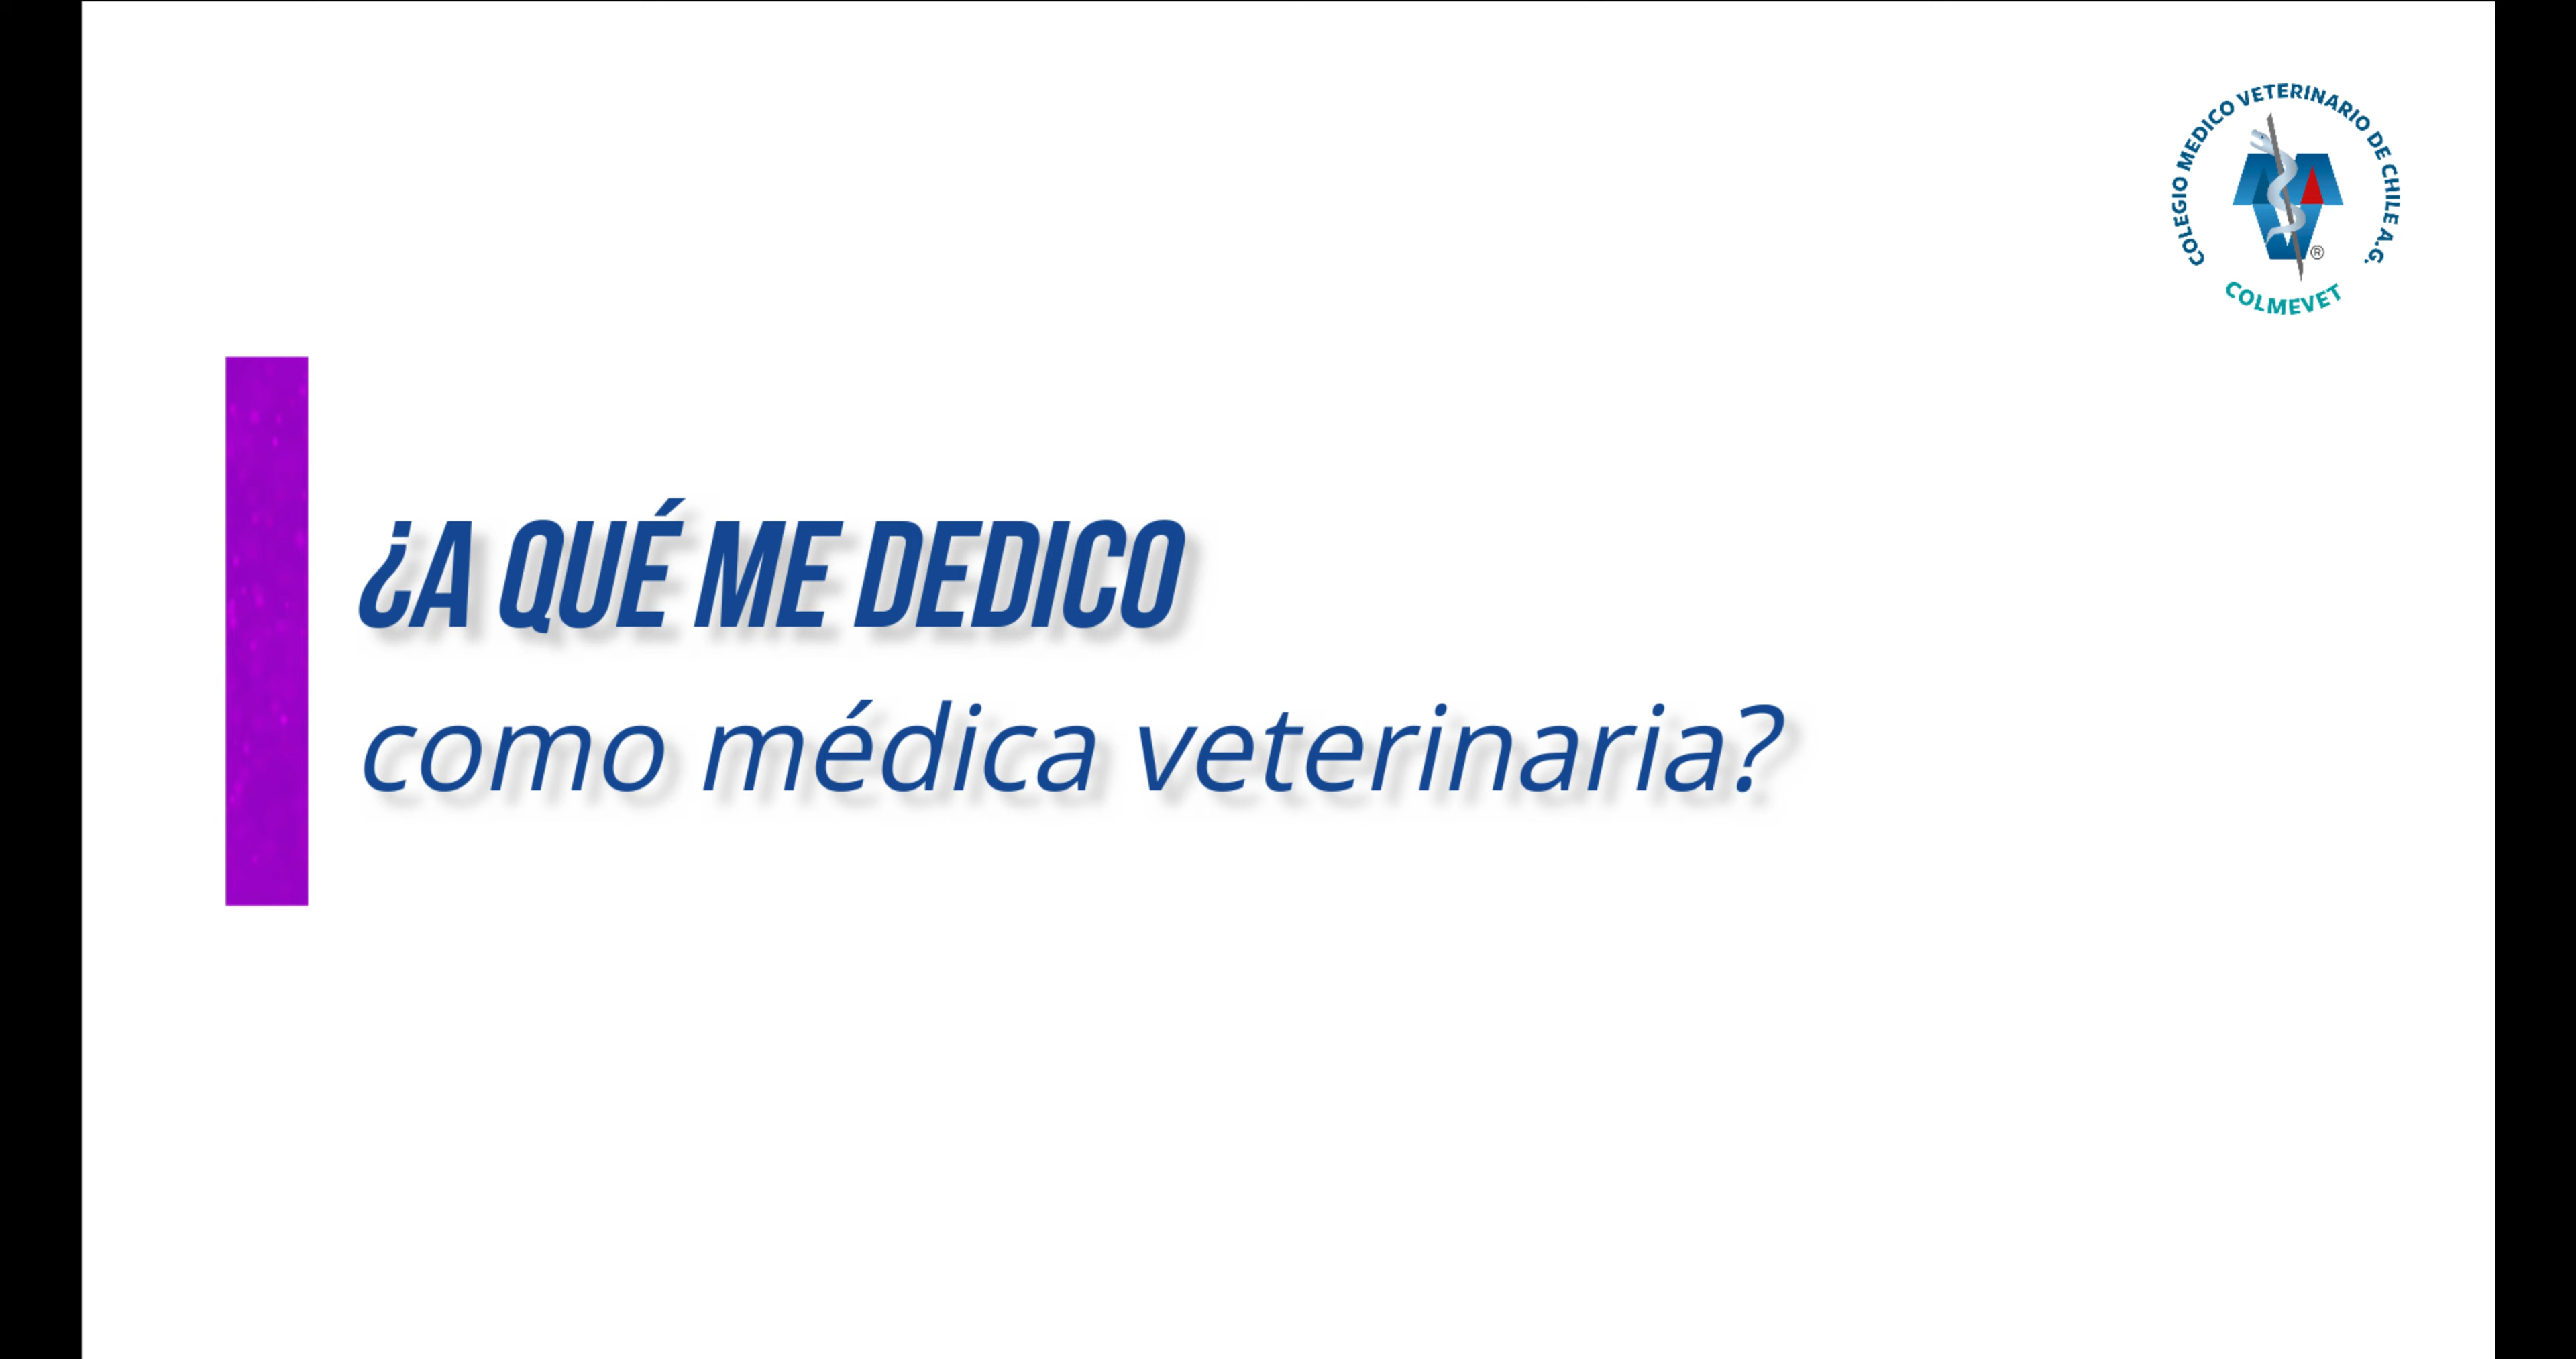 COLEGIO MEDICO VETERINARIO DE CHILE A.G.
®
COLMEVET
¿A QUÉ ME DEDICO
como médica veterinaria?